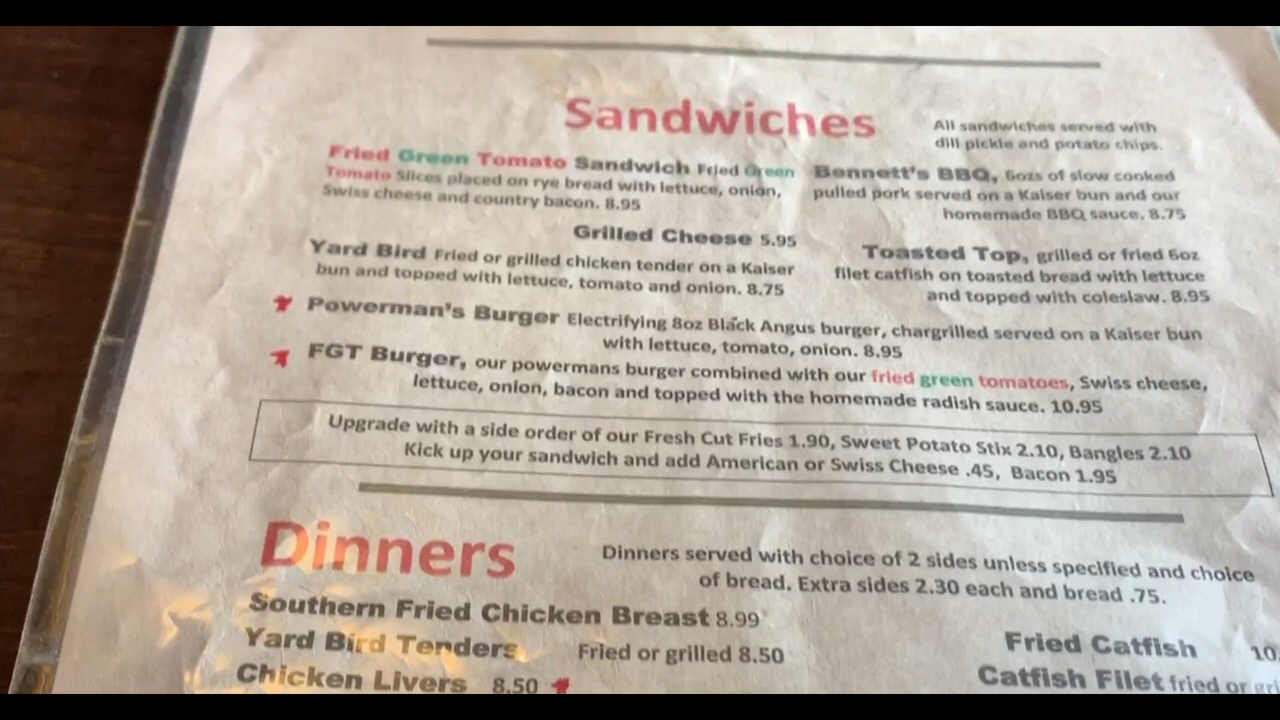 Sandwiches
All sandwiches served with
dill pickle and potato chips.
Fried Green Tomato Sandwich Fried Green
Tomato Slices placed on rye bread with lettuce, onion,
Swiss cheese and country bacon. 8.95
Grilled Cheese 5.95
Yard Bird Fried or grilled chicken tender on a Kaiser
bun and topped with lettuce, tomato and onion. 8.75
Bennett's BBQ, 6ozs of slow cooked
pulled pork served on a Kaiser bun and our
homemade BBQ sauce. 8.75
Toasted Top, grilled or fried 6oz
filet catfish on toasted bread with lettuce
and topped with coleslaw. 8.95
Powerman's Burger Electrifying 8oz Black Angus burger, chargrilled served on a Kaiser bun
with lettuce, tomato, onion. 8.95
FGT Burger, our powermans burger combined with our fried green tomatoes, Swiss cheese,
lettuce, onion, bacon and topped with the homemade radish sauce. 10.95
Upgrade with a side order of our Fresh Cut Fries 1.90, Sweet Potato Stix 2.10, Bangles 2.10
Kick up your sandwich and add American or Swiss Cheese .45, Bacon 1.95
Dinners
Dinners served with choice of 2 sides unless specified and choice
of bread. Extra sides 2.30 each and bread .75.
Southern Fried Chicken Breast 8.99
Yard Bird Tenders Fried or grilled 8.50
Chicken Livers 8.50
Fried Catfish 10.
Catfish Filet fried or gri